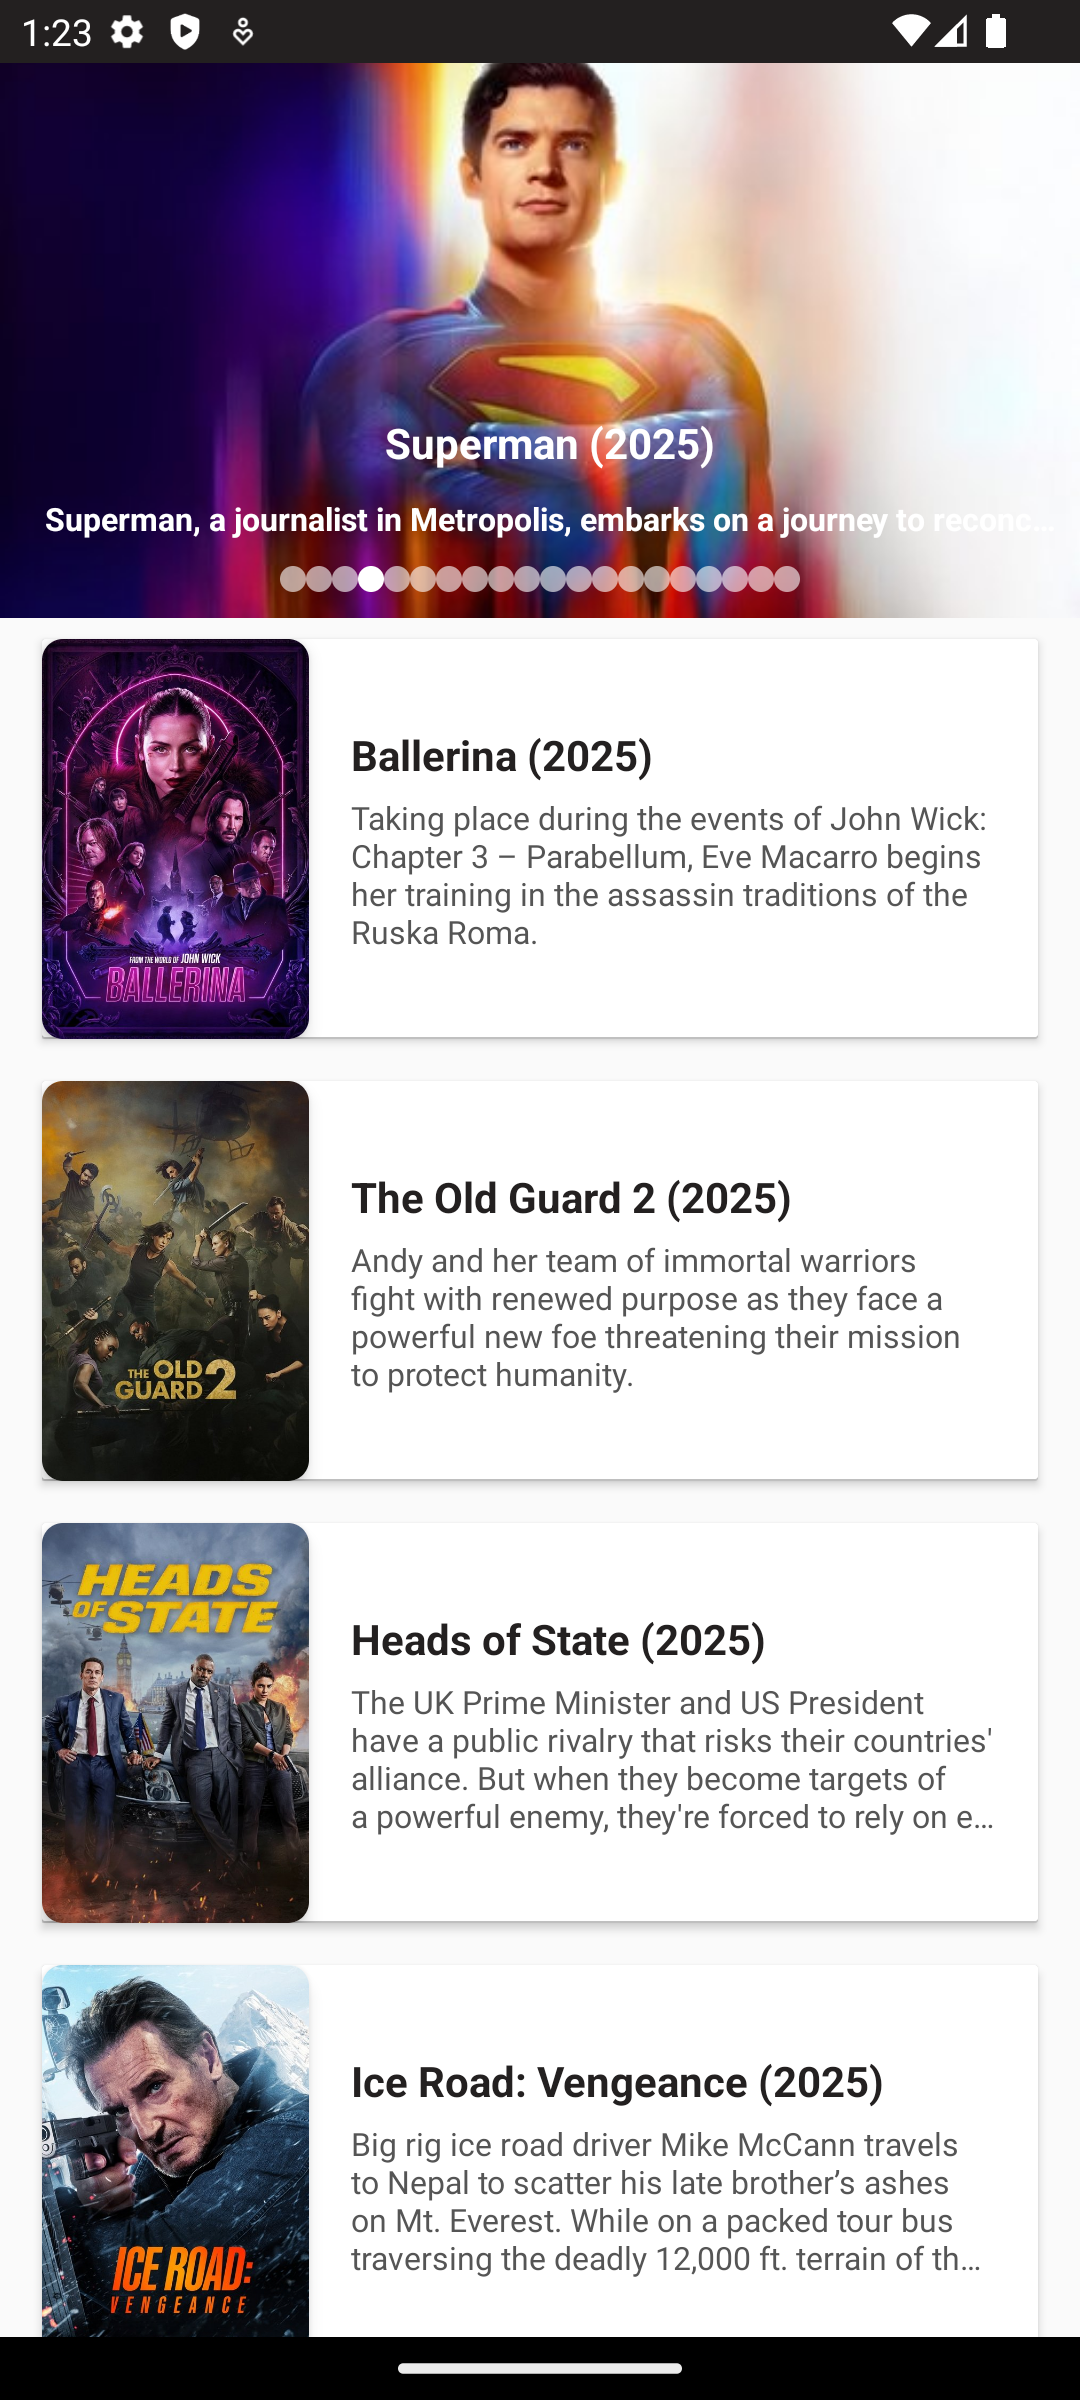 1:23
Superman (2025)
Superman, a journalist in Metropolis, embarks on a journey to reconc...
FROM THE WORLD OF JOHN WICK
BALLERINA
Ballerina (2025)
Taking place during the events of John Wick:
Chapter 3 – Parabellum, Eve Macarro begins
her training in the assassin traditions of the
Ruska Roma.
THE OLD
GUARD 2
The Old Guard 2 (2025)
Andy and her team of immortal warriors
fight with renewed purpose as they face a
powerful new foe threatening their mission
to protect humanity.
HEADS
OF STATE
Heads of State (2025)
The UK Prime Minister and US President
have a public rivalry that risks their countries'
alliance. But when they become targets of
a powerful enemy, they're forced to rely on e...
ICE ROAD:
VENGEANCE
Ice Road: Vengeance (2025)
Big rig ice road driver Mike McCann travels
to Nepal to scatter his late brother’s ashes
on Mt. Everest. While on a packed tour bus
traversing the deadly 12,000 ft. terrain of th...